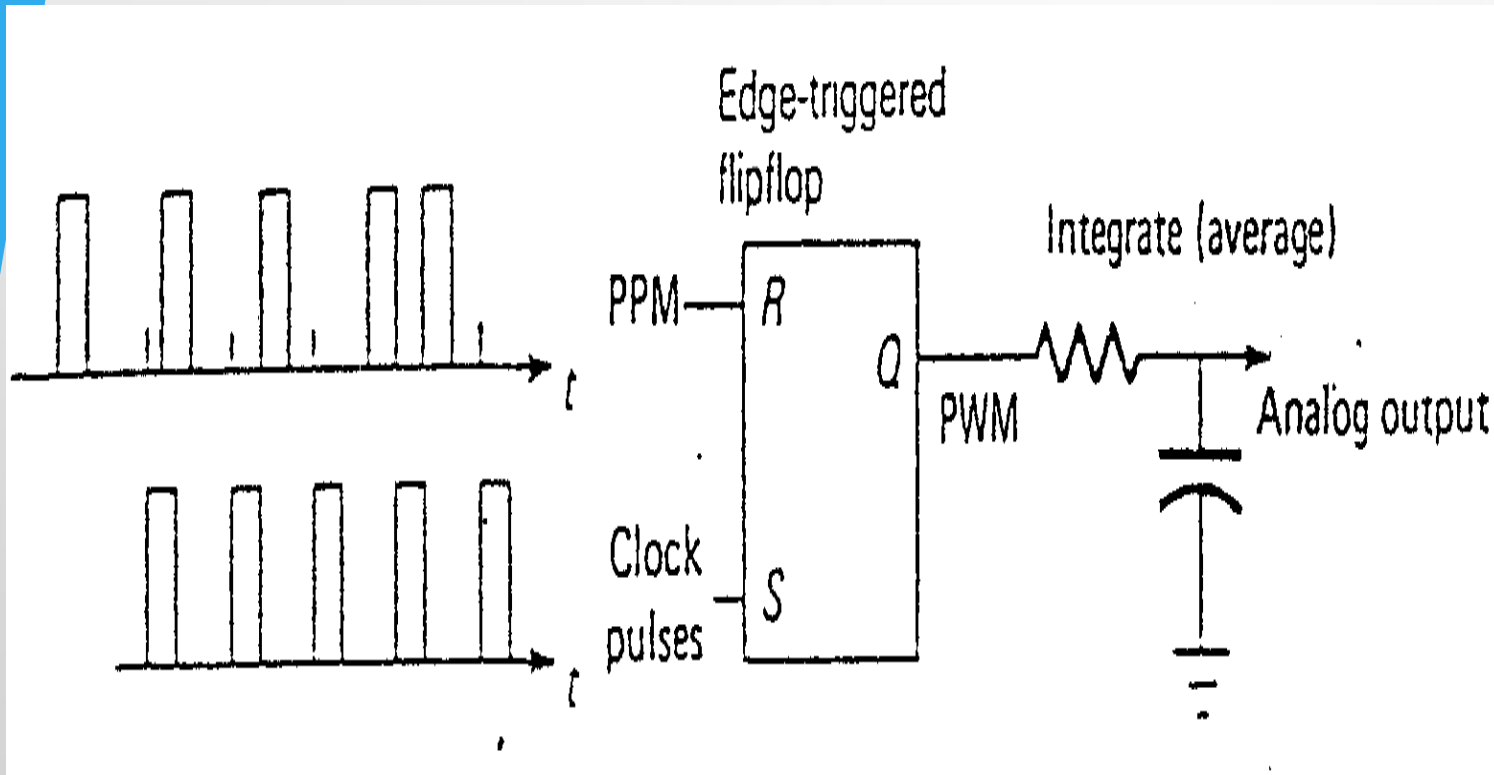 Edge-triggered
flipflop
Integrate (average)
PPM
R
Q
t
PWM
Analog output
Clock
pulses
S
t